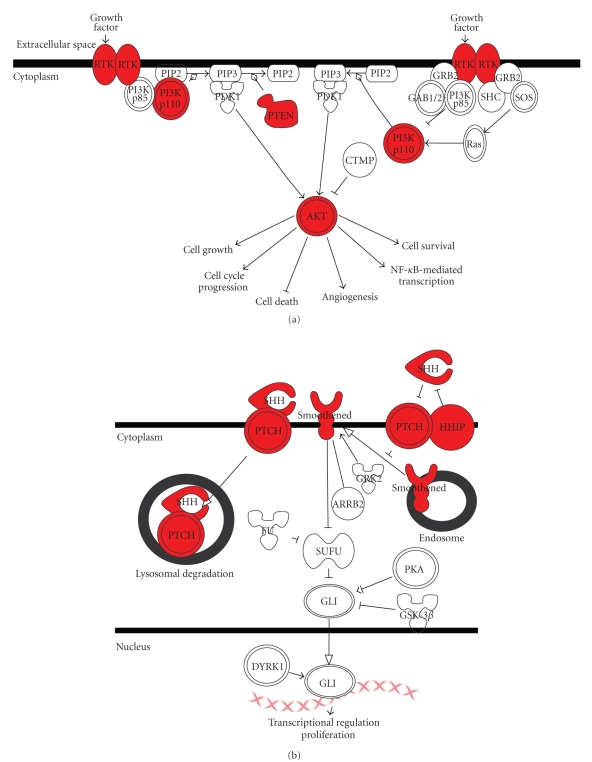 Growth
factor
Growth
factor
Extracellular space
Cytoplasm
RTK RTK
PIP2
PIP3
PIP2
PIP3
PIP2
RTK RTK
GRB2
GRB2
PI3K
p85
PI3K
p110
PDK1
PTEN
PDK1
GAB1/2
PI3K
p85
SHC
SOS
PI3K
p110
Ras
CTMP
AKT
Cell growth
Cell survival
Cell cycle
progression
NF-κB-mediated
transcription
Cell death
Angiogenesis
(a)
SHH
SHH
Smoothened
PTCH
PTCH
HHIP
Cytoplasm
GRK2
Smoothened
SHH
ARRB2
PTCH
FU
SUFU
Endosome
Lysosomal degradation
PKA
GLI
GSK-3β
Nucleus
DYRK1
GLI
Transcriptional regulation
proliferation
(b)